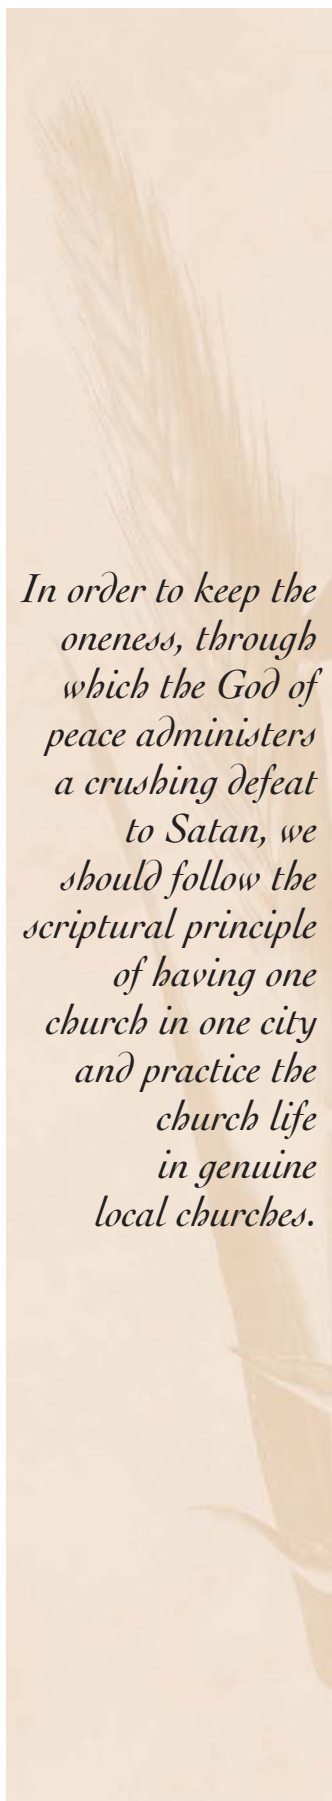 In order to keep the
oneness, through
which the God of
peace administers
a crushing defeat
to Satan, we
should follow the
scriptural principle
of having one
church in one city
and practice the
church life
in genuine
local churches.